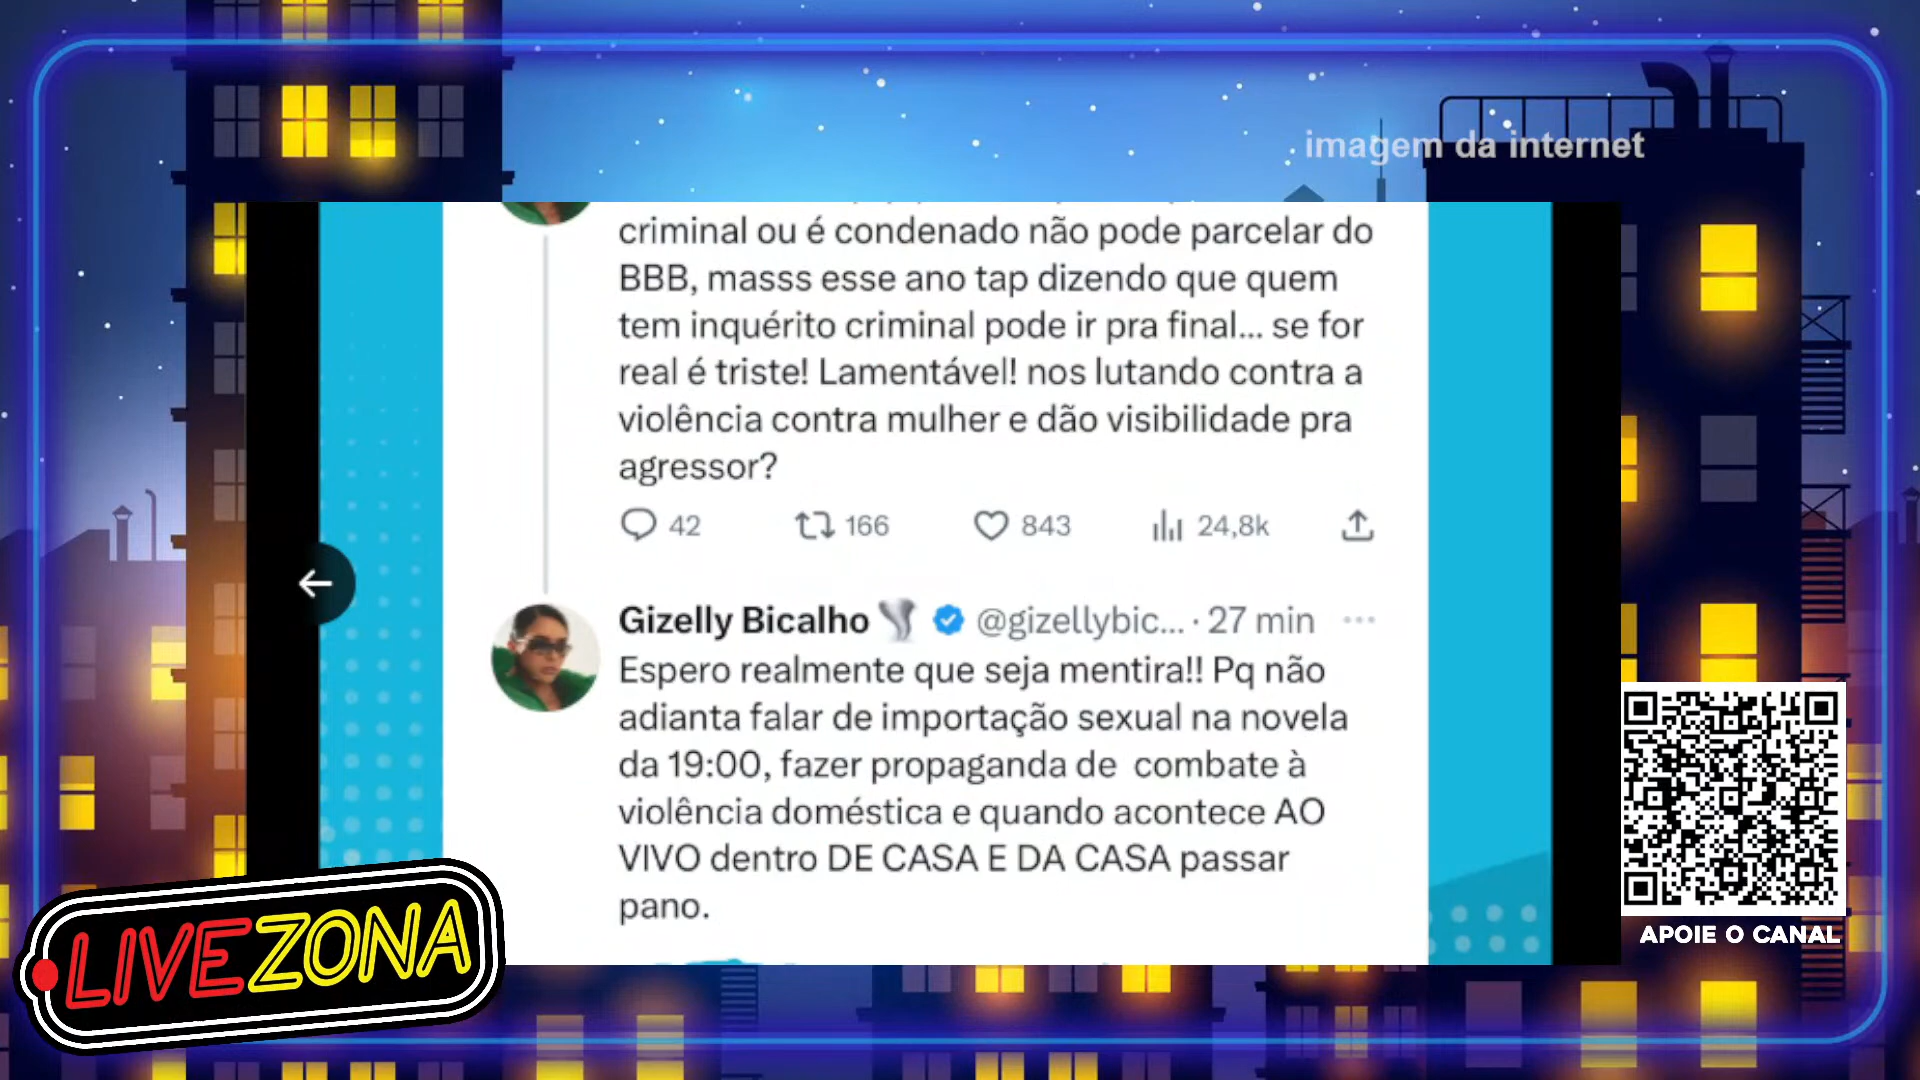 imagem da internet
criminal ou é condenado não pode parcelar do
BBB, masss esse ano tap dizendo que quem
tem inquérito criminal pode ir pra final... se for
real é triste! Lamentável! nos lutando contra a
violência contra mulher e dão visibilidade pra
agressor?
42 166 843 24,8k
Gizelly Bicalho @gizellybic... · 27 min
Espero realmente que seja mentira!! Pq não
adianta falar de importação sexual na novela
da 19:00, fazer propaganda de combate à
violência doméstica e quando acontece AO
VIVO dentro DE CASA E DA CASA passar
pano.
LIVEZONA
APOIE O CANAL